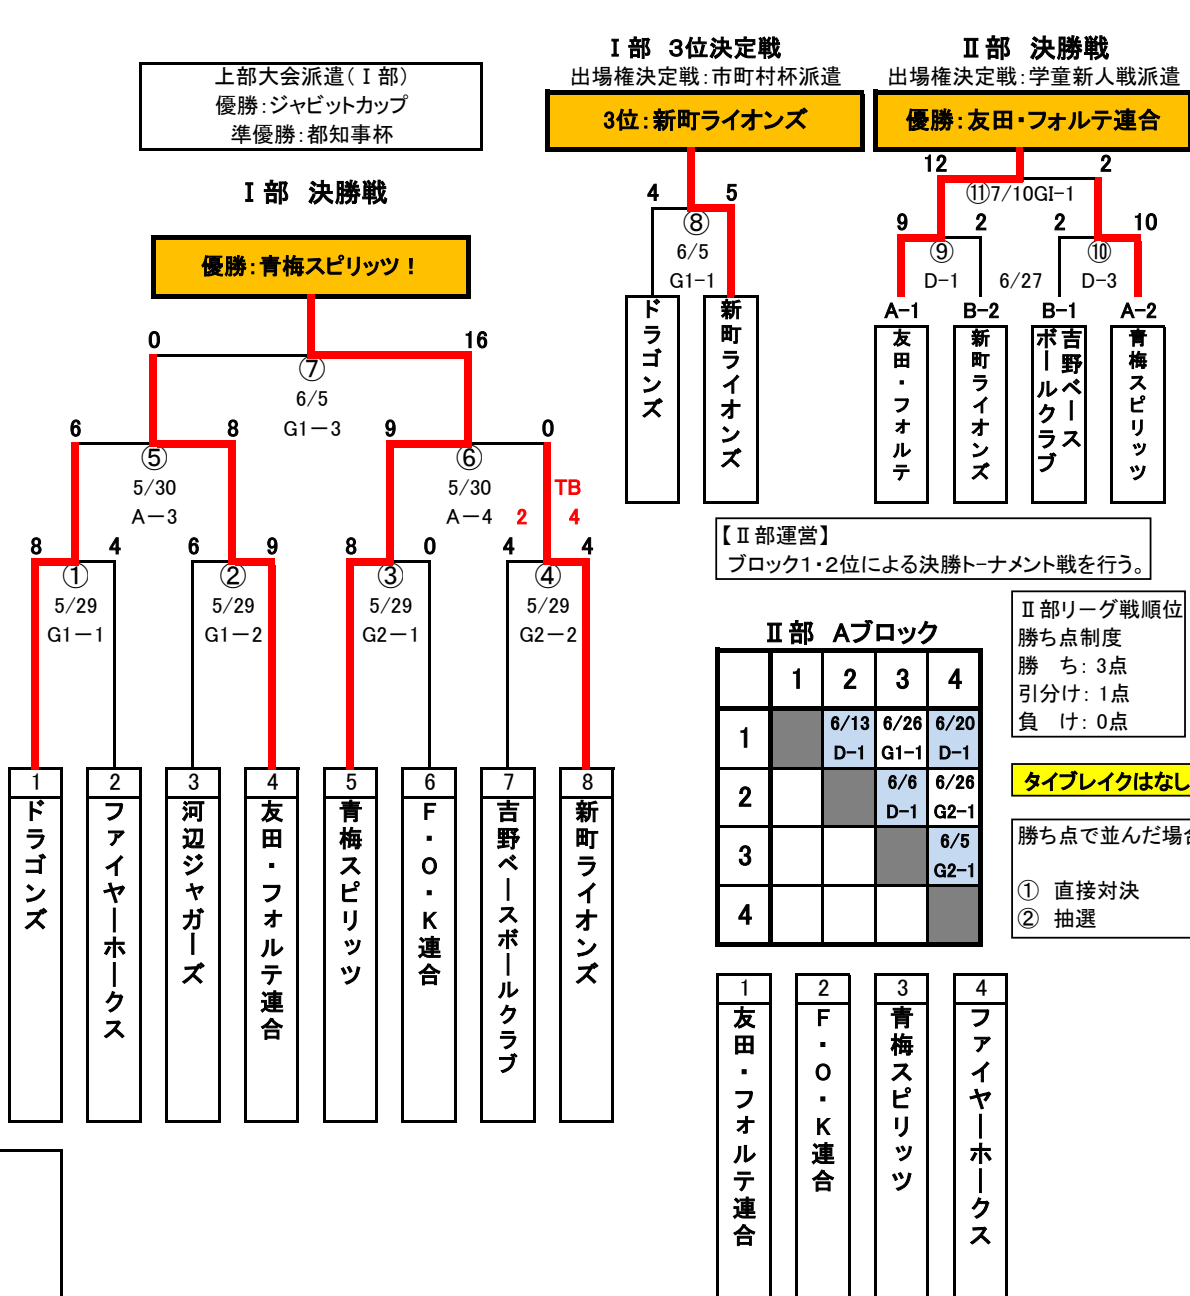 上部大会派遣(Ⅰ部)
優勝:ジャビットカップ
準優勝:都知事杯
Ⅰ部 決勝戦
優勝:青梅スピリッツ!
0 16
⑦
6/5
G1-3
6 8 9 0
⑤ ⑥
5/30 5/30 TB
A-3 A-4 2 4
8 4 6 9 8 0 4 4
① ② ③ ④
5/29 5/29 5/29 5/29
G1-1 G1-2 G2-1 G2-2
1 2 3 4 5 6 7 8
ドラゴンズ
ファイヤーホークス
河辺ジャガーズ
友田・フォルテ連合
青梅スピリッツ
F・O・K連合
吉野ベースボールクラブ
新町ライオンズ
Ⅰ部 3位決定戦
出場権決定戦:市町村杯派遣
3位:新町ライオンズ
4 5
⑧
6/5
G1-1
ドラゴンズ
新町ライオンズ
Ⅱ部 決勝戦
出場権決定戦:学童新人戦派遣
優勝:友田・フォルテ連合
12 2
⑪7/10GI-1
9 2 2 10
⑨ ⑩
D-1 6/27 D-3
A-1 B-2 B-1 A-2
友田・フォルテ
新町ライオンズ
吉野ベース
ボールクラブ
青梅スピリッツ
【Ⅱ部運営】
ブロック1・2位による決勝トーナメント戦を行う。
Ⅱ部 Aブロック
1 2 3 4
1 6/13 6/26 6/20
D-1 G1-1 D-1
2 6/6 6/26
D-1 G2-1
3 6/5
G2-1
4
Ⅱ部リーグ戦順位
勝ち点制度
勝 ち: 3点
引分け: 1点
負 け: 0点
タイブレイクはなし
勝ち点で並んだ場合
① 直接対決
② 抽選
1 2 3 4
友田・フォルテ連合
F・O・K連合
青梅スピリッツ
ファイヤーホークス